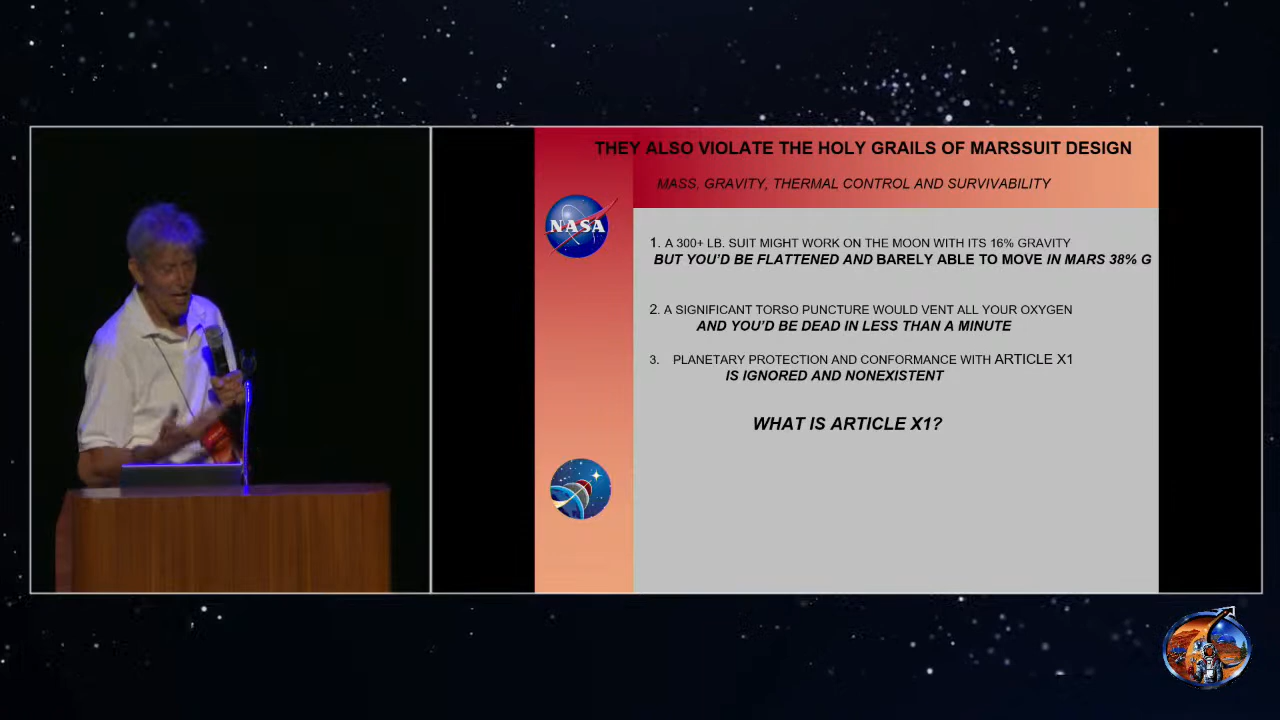 THEY ALSO VIOLATE THE HOLY GRAILS OF MARSSUIT DESIGN
MASS, GRAVITY, THERMAL CONTROL AND SURVIVABILITY
NASA
1. A 300+ LB. SUIT MIGHT WORK ON THE MOON WITH ITS 16% GRAVITY
BUT YOU'D BE FLATTENED AND BARELY ABLE TO MOVE IN MARS 38% G
2. A SIGNIFICANT TORSO PUNCTURE WOULD VENT ALL YOUR OXYGEN
AND YOU'D BE DEAD IN LESS THAN A MINUTE
3. PLANETARY PROTECTION AND CONFORMANCE WITH ARTICLE X1
IS IGNORED AND NONEXISTENT
WHAT IS ARTICLE X1?